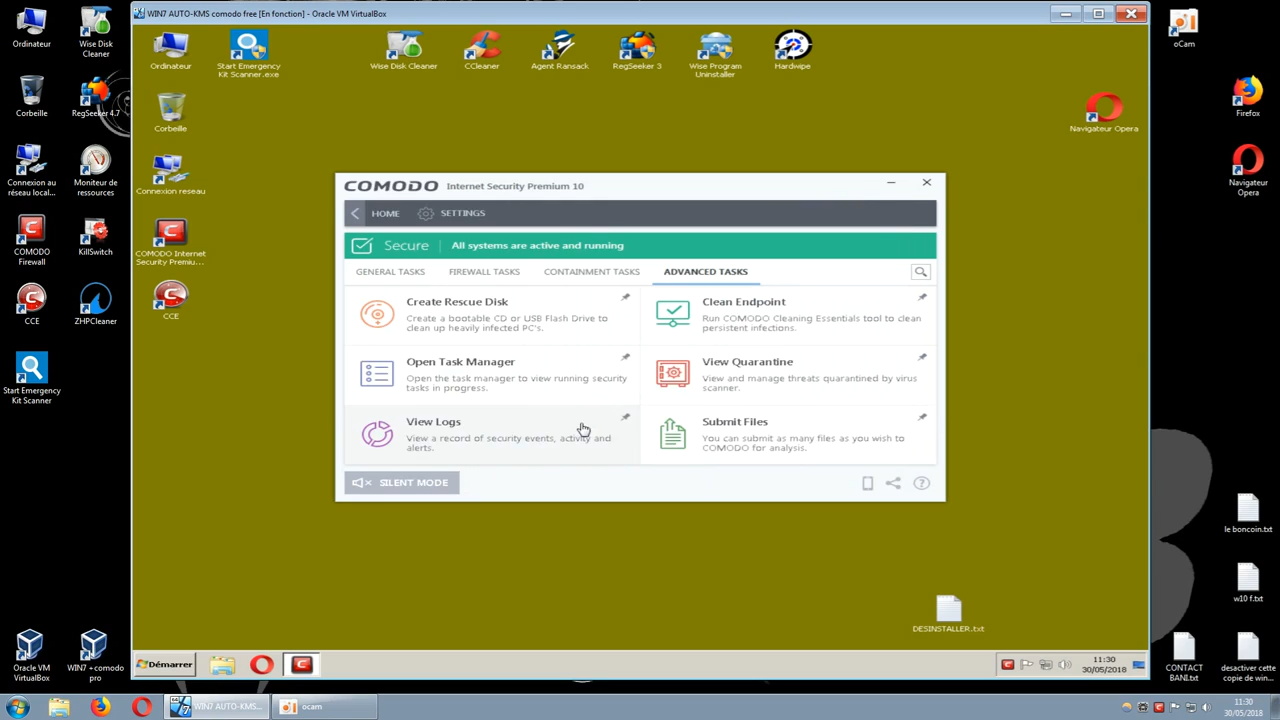 WIN7 AUTO-KMS comodo free [En fonction] - Oracle VM VirtualBox
Ordinateur
Wise Disk
Cleaner
Corbeille
RegSeeker 4.7
Connexion au
réseau local...
Moniteur de
ressources
COMODO
Firewall
KillSwitch
CCE
ZHPCleaner
Start Emergency
Kit Scanner
Oracle VM
VirtualBox
WIN7 +comodo
pro
Ordinateur
Start Emergency
Kit Scanner.exe
Wise Disk Cleaner
CCleaner
Agent Ransack
RegSeeker 3
Wise Program
Uninstaller
Hardwipe
Corbeille
Connexion reseau
COMODO Internet
Security Premiu...
CCE
Navigateur Opera
COMODO Internet Security Premium 10
HOME SETTINGS
Secure All systems are active and running
GENERAL TASKS FIREWALL TASKS CONTAINMENT TASKS ADVANCED TASKS
Create Rescue Disk
Create a bootable CD or USB Flash Drive to
clean up heavily infected PC's.
Clean Endpoint
Run COMODO Cleaning Essentials tool to clean
persistent infections.
Open Task Manager
Open the task manager to view running security
tasks in progress.
View Quarantine
View and manage threats quarantined by virus
scanner.
View Logs
View a record of security events, activity and
alerts.
Submit Files
You can submit as many files as you wish to
COMODO for analysis.
SILENT MODE
DESINSTALLER.txt
Démarrer
11:30
30/05/2018
oCam
Firefox
Navigateur
Opera
le boncoin.txt
w10 f.txt
CONTACT
BANI.txt
desactiver cette
copie de win...
WIN7 AUTO-KMS...
ocam
11:30
30/05/2018